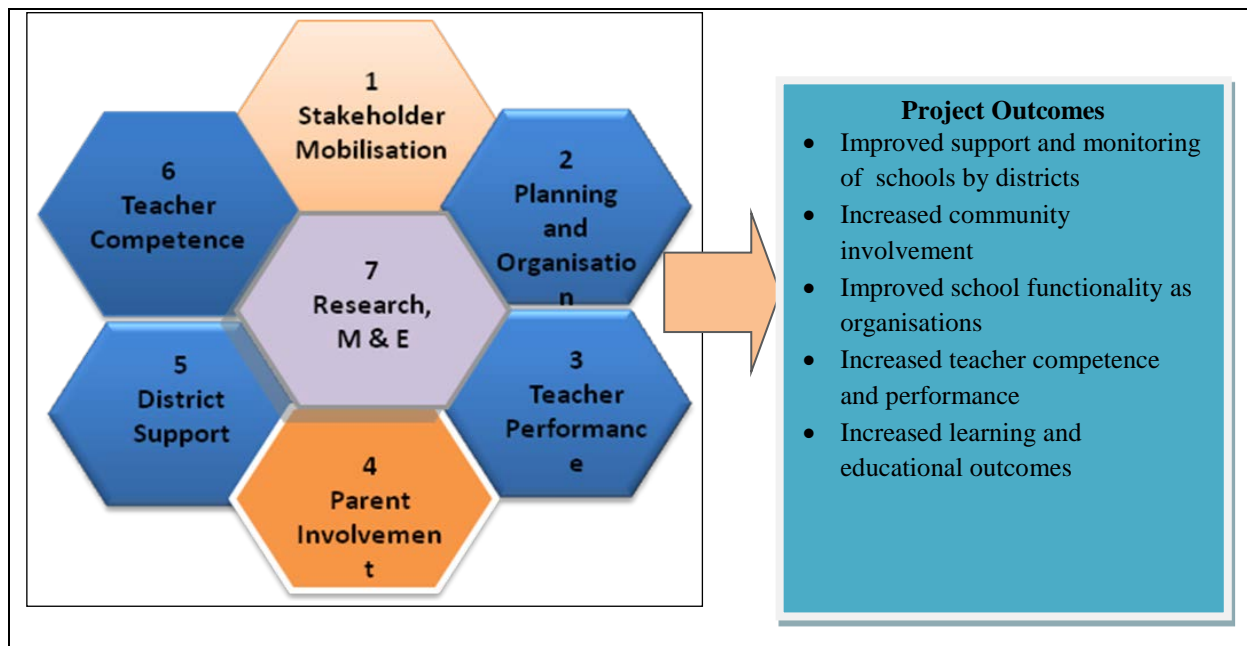 1
Stakeholder
Mobilisation
2
Planning
and
Organisatio
n
3
Teacher
Performanc
e
4
Parent
Involvemen
t
5
District
Support
6
Teacher
Competence
7
Research,
M & E
Project Outcomes
• Improved support and monitoring
of schools by districts
• Increased community
involvement
• Improved school functionality as
organisations
• Increased teacher competence
and performance
• Increased learning and
educational outcomes